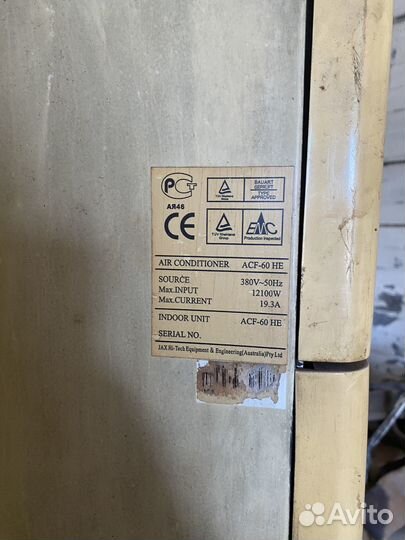 РСТ
АЯ46
CE
TÜV Rheinland
BAUART
GEPRÜFT
TYPE
APPROVED
TÜV Rheinland
Group
EMC
Production inspected
AIR CONDITIONER ACF-60 HE
SOURCE 380V~50Hz
Max.INPUT 12100W
Max.CURRENT 19.3A
INDOOR UNIT ACF-60 HE
SERIAL NO.
JAX Hi-Tech Equipment & Engineering(Australia)Pty Ltd
Avito